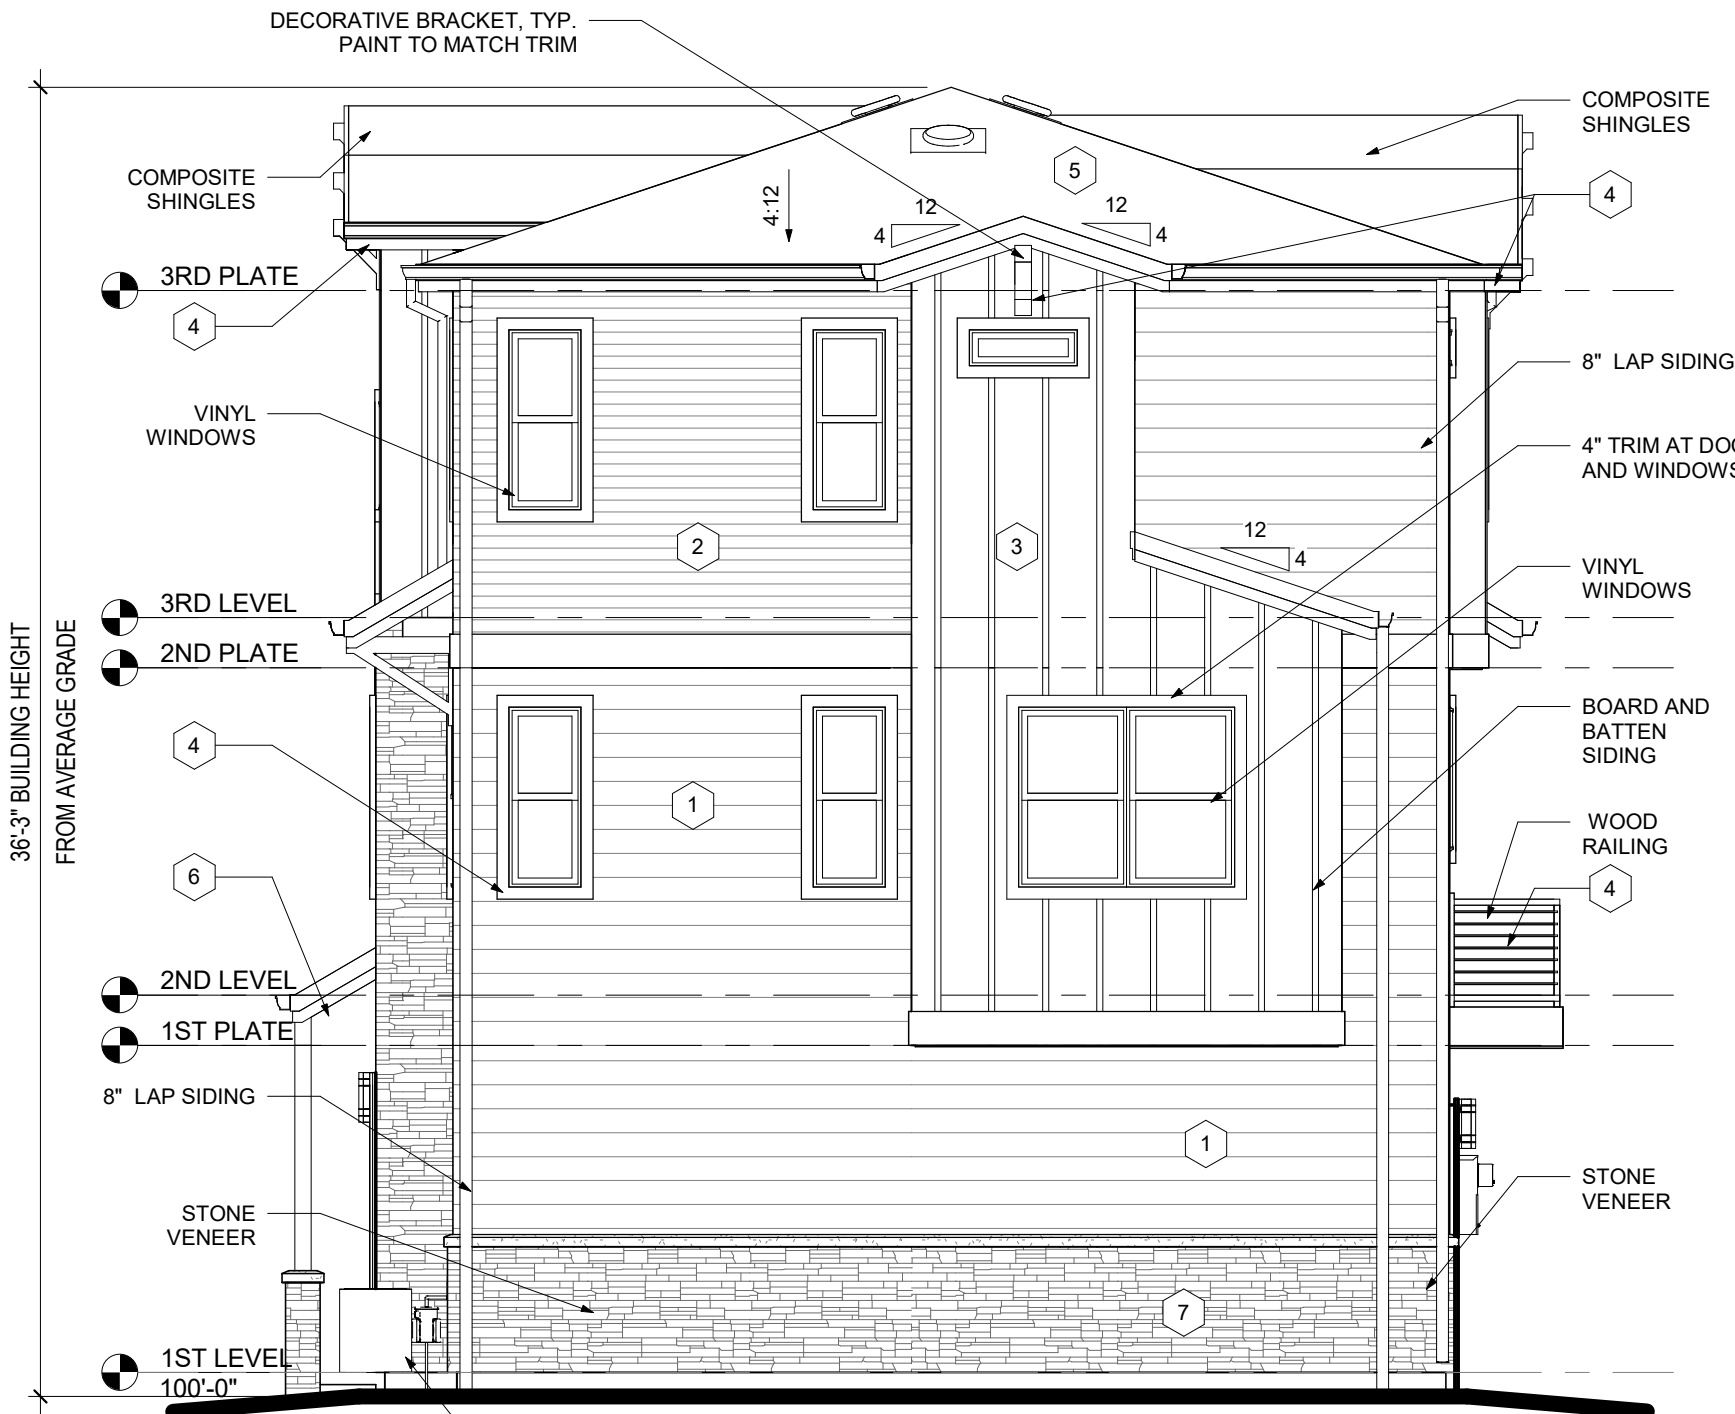 DECORATIVE BRACKET, TYP.
PAINT TO MATCH TRIM
COMPOSITE
SHINGLES
COMPOSITE
SHINGLES
5
4
4:12
12
4
12
4
3RD PLATE
4
8" LAP SIDING
VINYL
WINDOWS
4" TRIM AT
AND WINDOWS
2
3
12
4
VINYL
WINDOWS
3RD LEVEL
2ND PLATE
36'-3" BUILDING HEIGHT
FROM AVERAGE GRADE
BOARD AND
BATTEN
SIDING
4
1
WOOD
RAILING
6
4
2ND LEVEL
1ST PLATE
8" LAP SIDING
1
STONE
VENEER
STONE
VENEER
7
1ST LEVEL
100'-0"